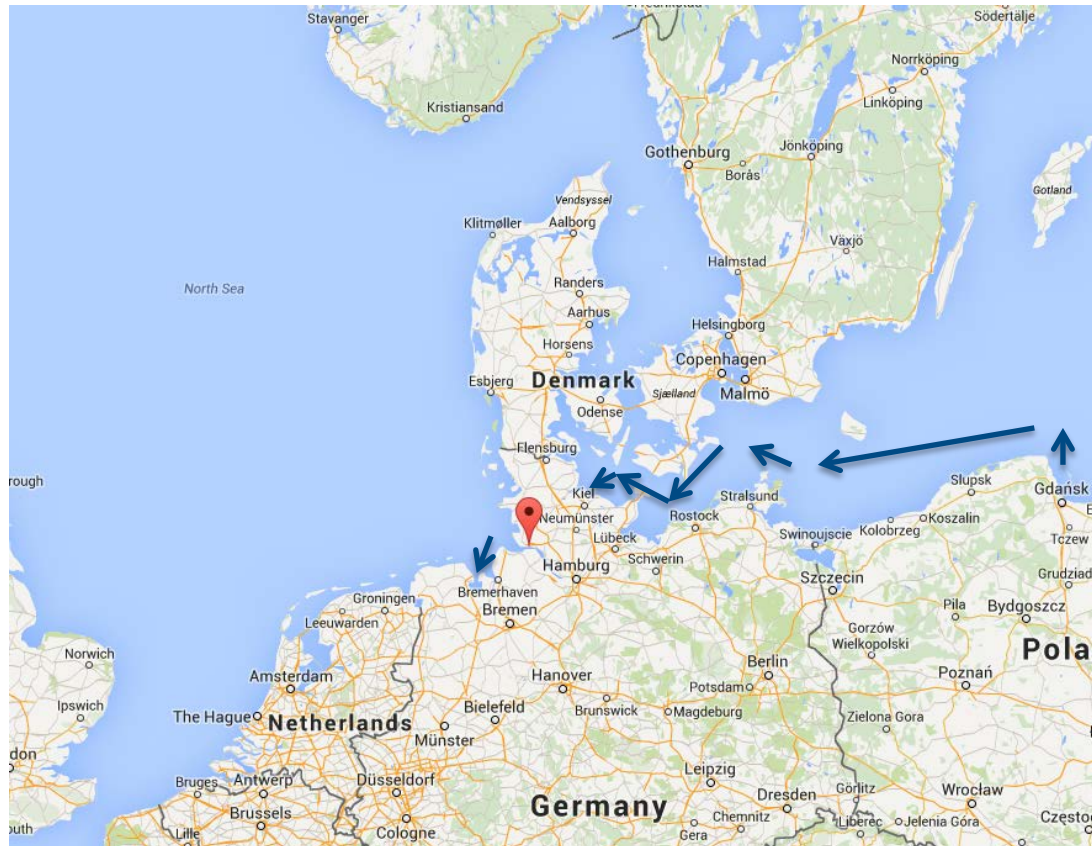 Stavanger
Södertälje
Norrköping
Linköping
Kristiansand
Gothenburg
Jönköping
Borås
Gotland
Vendsyssel
Klitmøller
Aalborg
Växjö
Halmstad
North Sea
Randers
Aarhus
Helsingborg
Horsens
Copenhagen
Esbjerg
Denmark
Malmö
Sjælland
Odense
Flensburg
rough
Kiel
Stralsund
Slupsk
Gdańsk
Neumünster
Rostock
Koszalin
Kolobrzeg
Swinoujscie
Tczew
Lübeck
Schwerin
Hamburg
Szczecin
Grudziad
Bremerhaven
Groningen
Leeuwarden
Bremen
Pila
Bydgoszcz
Gorzów
Wielkopolski
Norwich
Pola
Berlin
Hanover
Poznań
Amsterdam
Potsdam
Ipswich
Bielefeld
Brunswick
Magdeburg
The Hague
Netherlands
Zielona Gora
Münster
don
Bruges
Antwerp
Düsseldorf
Leipzig
Görlitz
Wrocław
Brussels
Germany
Dresden
outh
Lille
Cologne
Chemnitz
Gera
Liberec
Jelenia Gora
Często